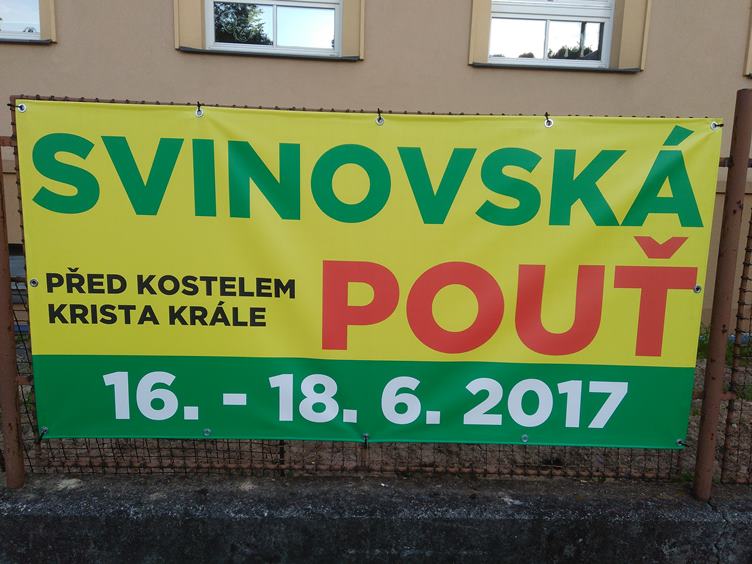 SVINOVSKÁ
PŘED KOSTELEM
KRISTA KRÁLE
POUŤ
16. - 18. 6. 2017